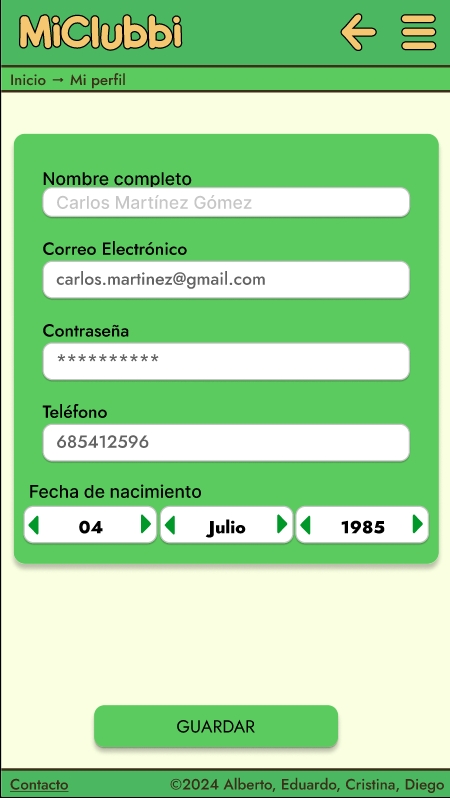 MiClubbi
Inicio → Mi perfil
Nombre completo
Carlos Martínez Gómez
Correo Electrónico
carlos.martinez@gmail.com
Contraseña
**********
Teléfono
685412596
Fecha de nacimiento
04 Julio 1985
GUARDAR
Contacto ©2024 Alberto, Eduardo, Cristina, Diego